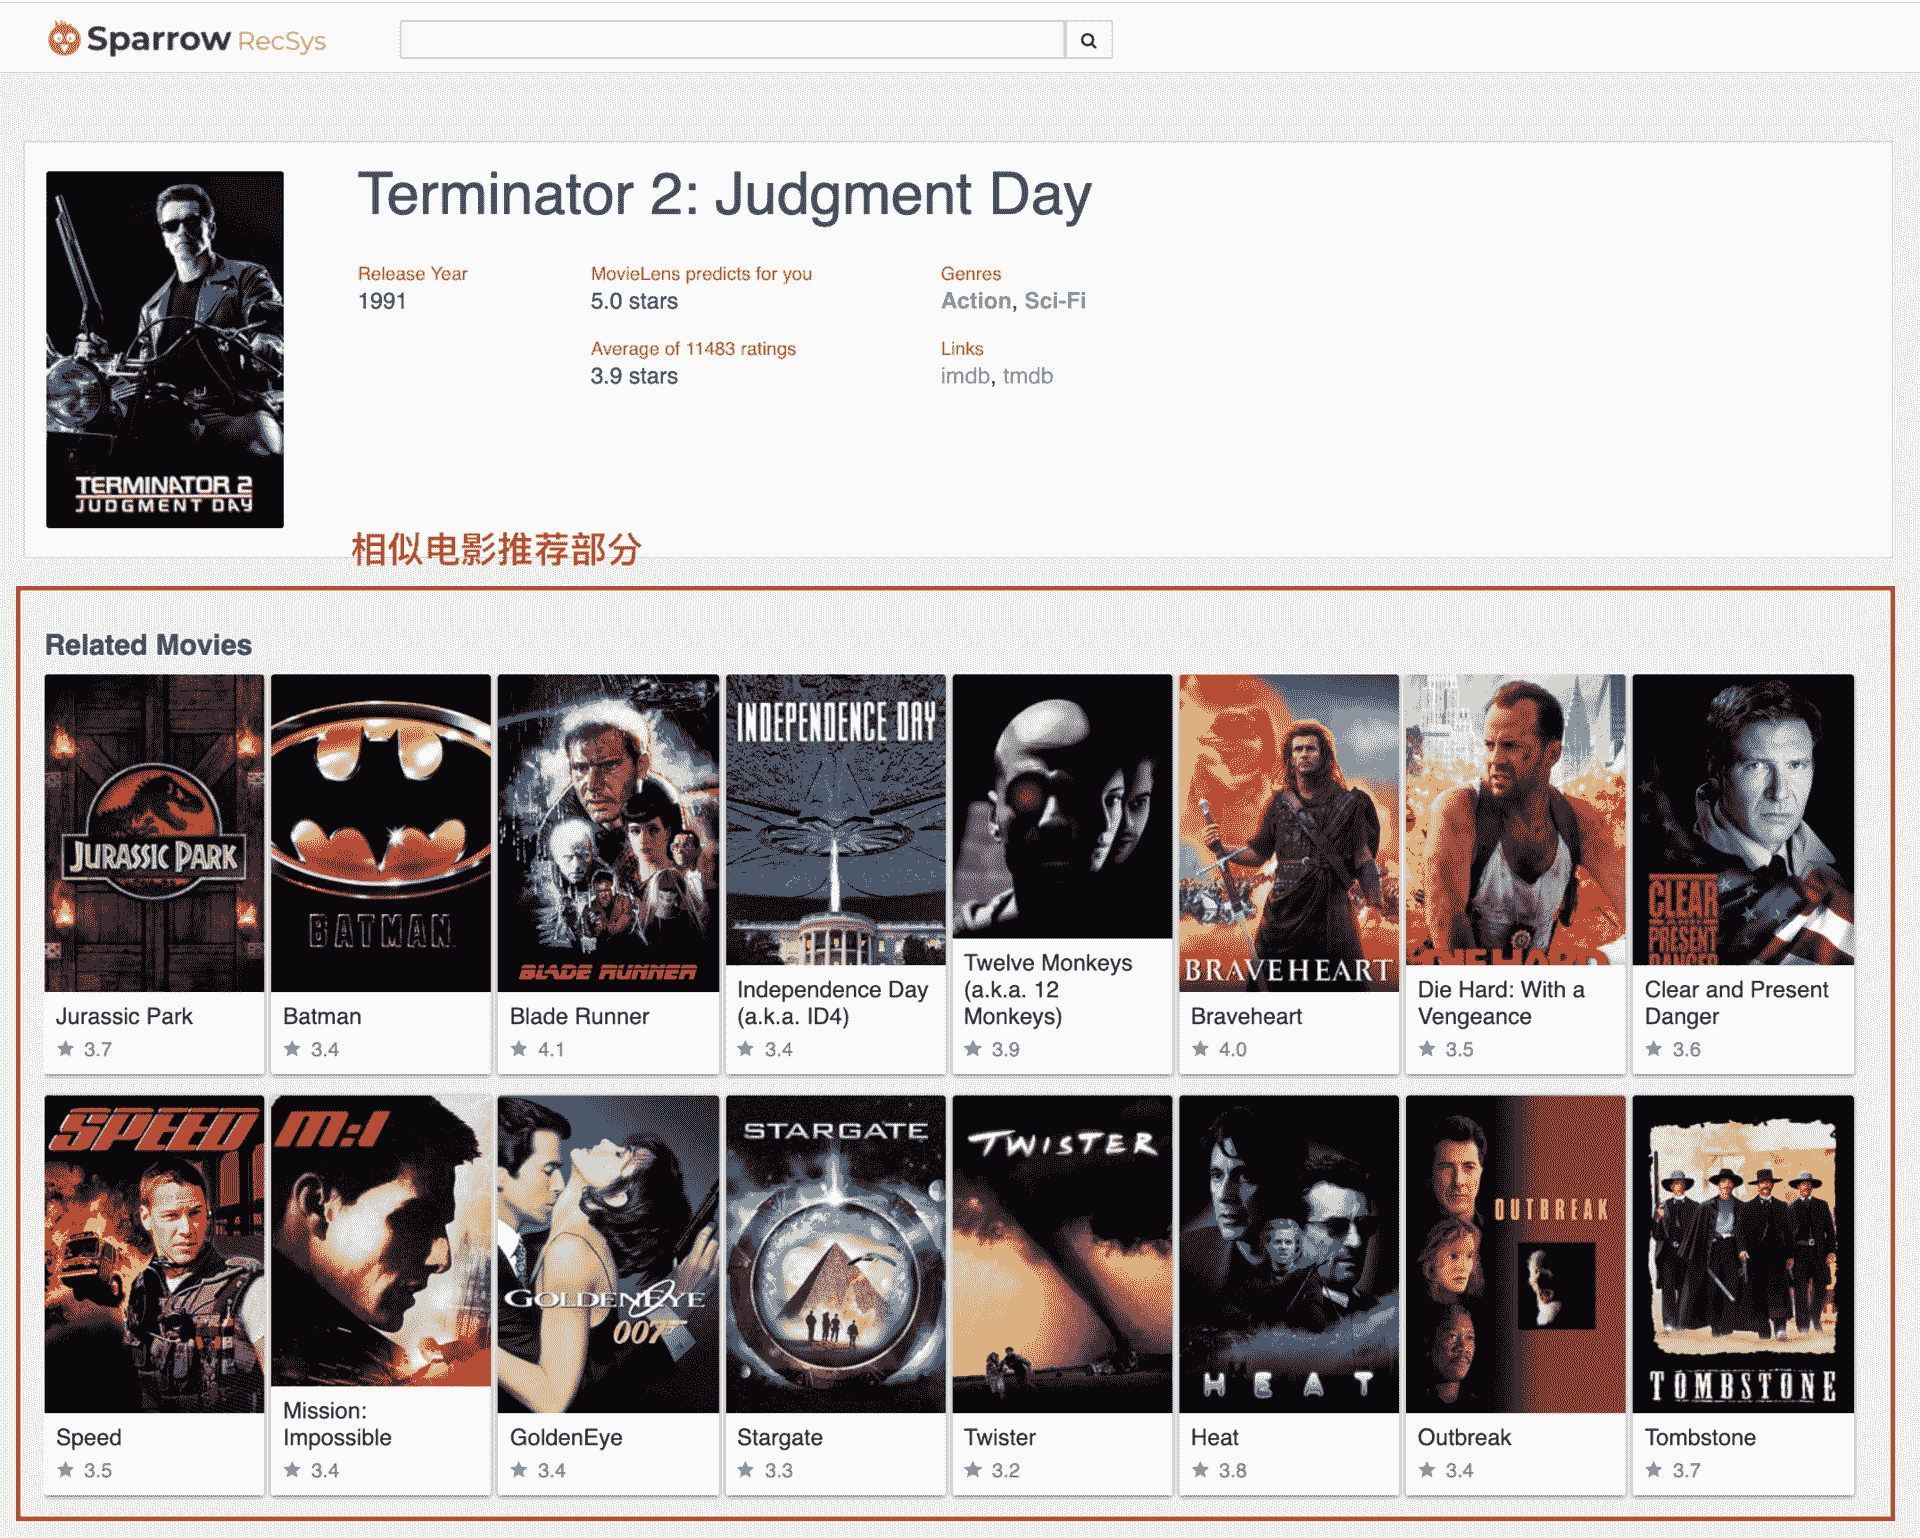 Sparrow RecSys
Terminator 2: Judgment Day
Release Year
1991
MovieLens predicts for you
5.0 stars
Genres
Action, Sci-Fi
Average of 11483 ratings
3.9 stars
Links
imdb, tmdb
TERMINATOR 2
JUDGMENT DAY
相似电影推荐部分
Related Movies
JURASSIC PARK
BATMAN
BLADE RUNNER
INDEPENDENCE DAY
BRAVEHEART
DIE HARD
CLEAR
AND
PRESENT
DANGER
Jurassic Park
3.7
Batman
3.4
Blade Runner
4.1
Independence Day
(a.k.a. ID4)
3.4
Twelve Monkeys
(a.k.a. 12
Monkeys)
3.9
Braveheart
4.0
Die Hard: With a
Vengeance
3.5
Clear and Present
Danger
3.6
SPEED
M:I
GOLDENEYE
007
STARGATE
TWISTER
HEAT
OUTBREAK
TOMBSTONE
Speed
3.5
Mission:
Impossible
3.4
GoldenEye
3.4
Stargate
3.3
Twister
3.2
Heat
3.8
Outbreak
3.4
Tombstone
3.7